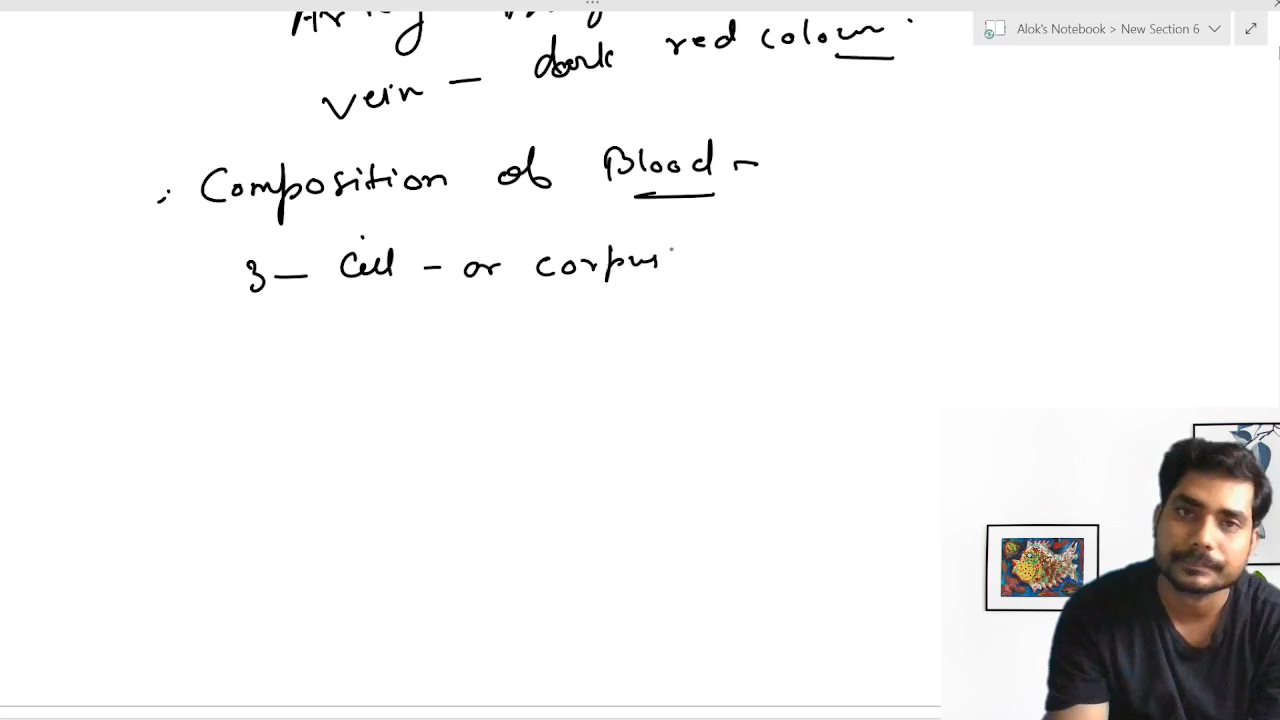 Alok's Notebook > New Section 6
dark red colour.
vein —
Composition of Blood -
3 — Cell - or corpus